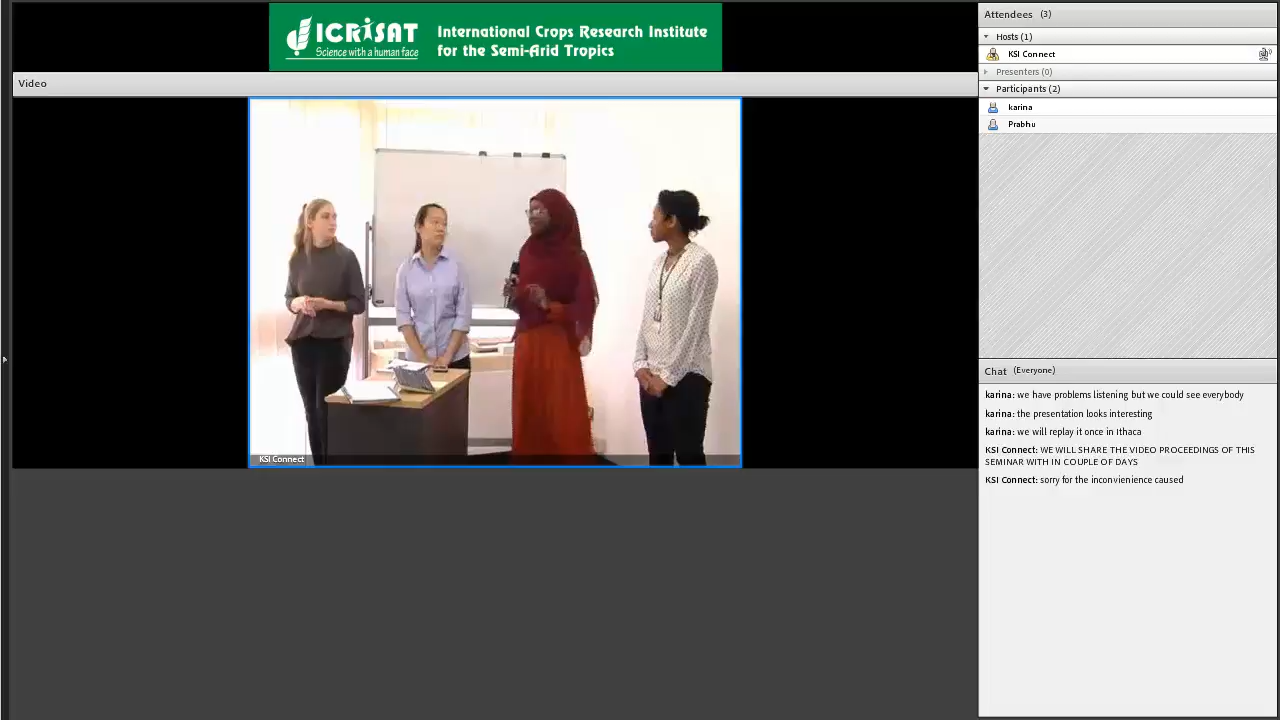 ICRISAT
Science with a human face
International Crops Research Institute
for the Semi-Arid Tropics
Video
KSI Connect
Attendees (3)
Hosts (1)
KSI Connect
Presenters (0)
Participants (2)
karina
Prabhu
Chat (Everyone)
karina: we have problems listening but we could see everybody
karina: the presentation looks interesting
karina: we will replay it once in Ithaca
KSI Connect: WE WILL SHARE THE VIDEO PROCEEDINGS OF THIS
SEMINAR WITH IN COUPLE OF DAYS
KSI Connect: sorry for the inconvienience caused